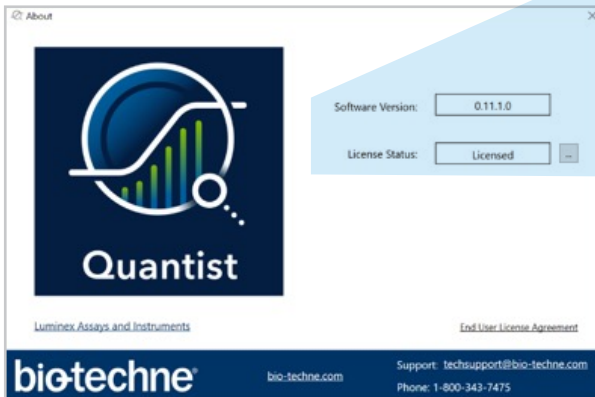 About
Software Version: 0.11.1.0
License Status: Licensed ...
Quantist
Luminex Assays and Instruments
End User License Agreement
bio-techne®
bio-techne.com
Support: techsupport@bio-techne.com
Phone: 1-800-343-7475